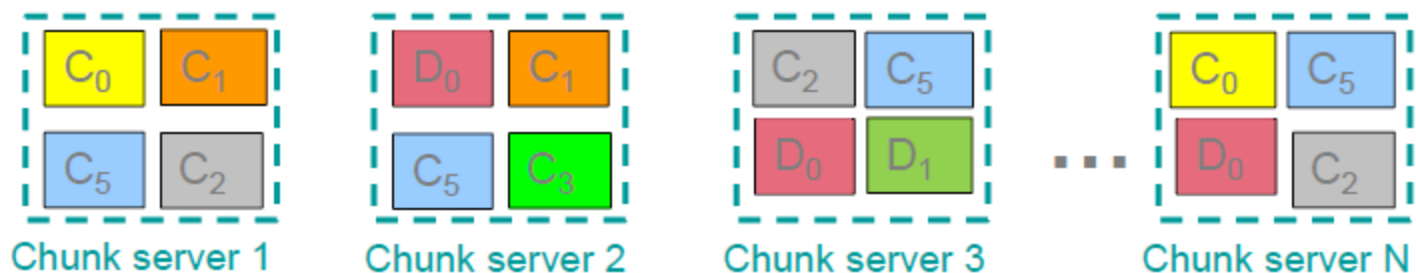 C₀ C₁ D₀ C₁ C₂ C₅ C₀ C₅
C₅ C₂ C₅ C₃ D₀ D₁ ... D₀ C₂
Chunk server 1 Chunk server 2 Chunk server 3 Chunk server N